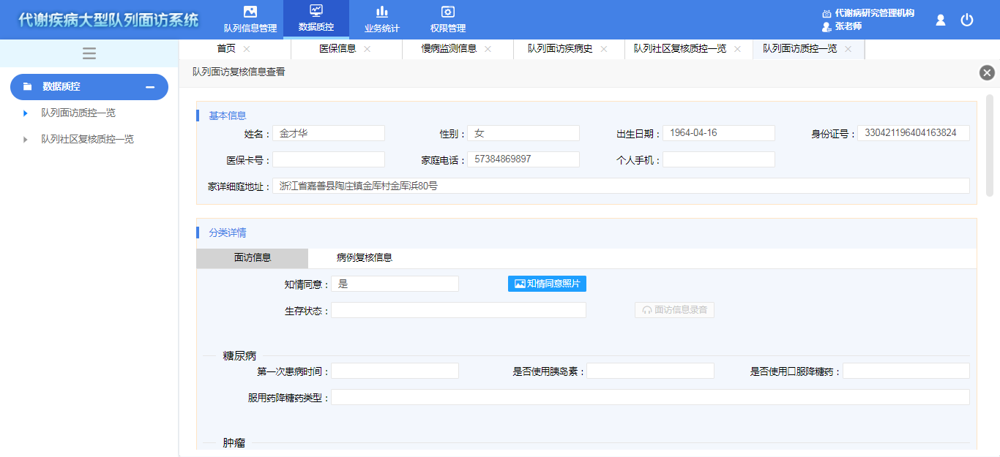 代谢疾病大型队列面访系统
队列信息管理
数据质控
业务统计
权限管理
代谢病研究管理机构
张老师
首页
医保信息
慢病监测信息
队列面访疾病史
队列社区复核质控一览
队列面访质控一览
数据质控
队列面访质控一览
队列社区复核质控一览
队列面访复核信息查看
基本信息
姓名： 金才华 性别： 女 出生日期： 1964-04-16 身份证号： 330421196404163824
医保卡号： 家庭电话： 57384869897 个人手机：
家详细庭地址： 浙江省嘉善县陶庄镇金厍村金厍浜80号
分类详情
面访信息 病例复核信息
知情同意： 是 知情同意照片
生存状态： 面访信息录音
糖尿病
第一次患病时间： 是否使用胰岛素： 是否使用口服降糖药：
服用药降糖药类型：
肿瘤